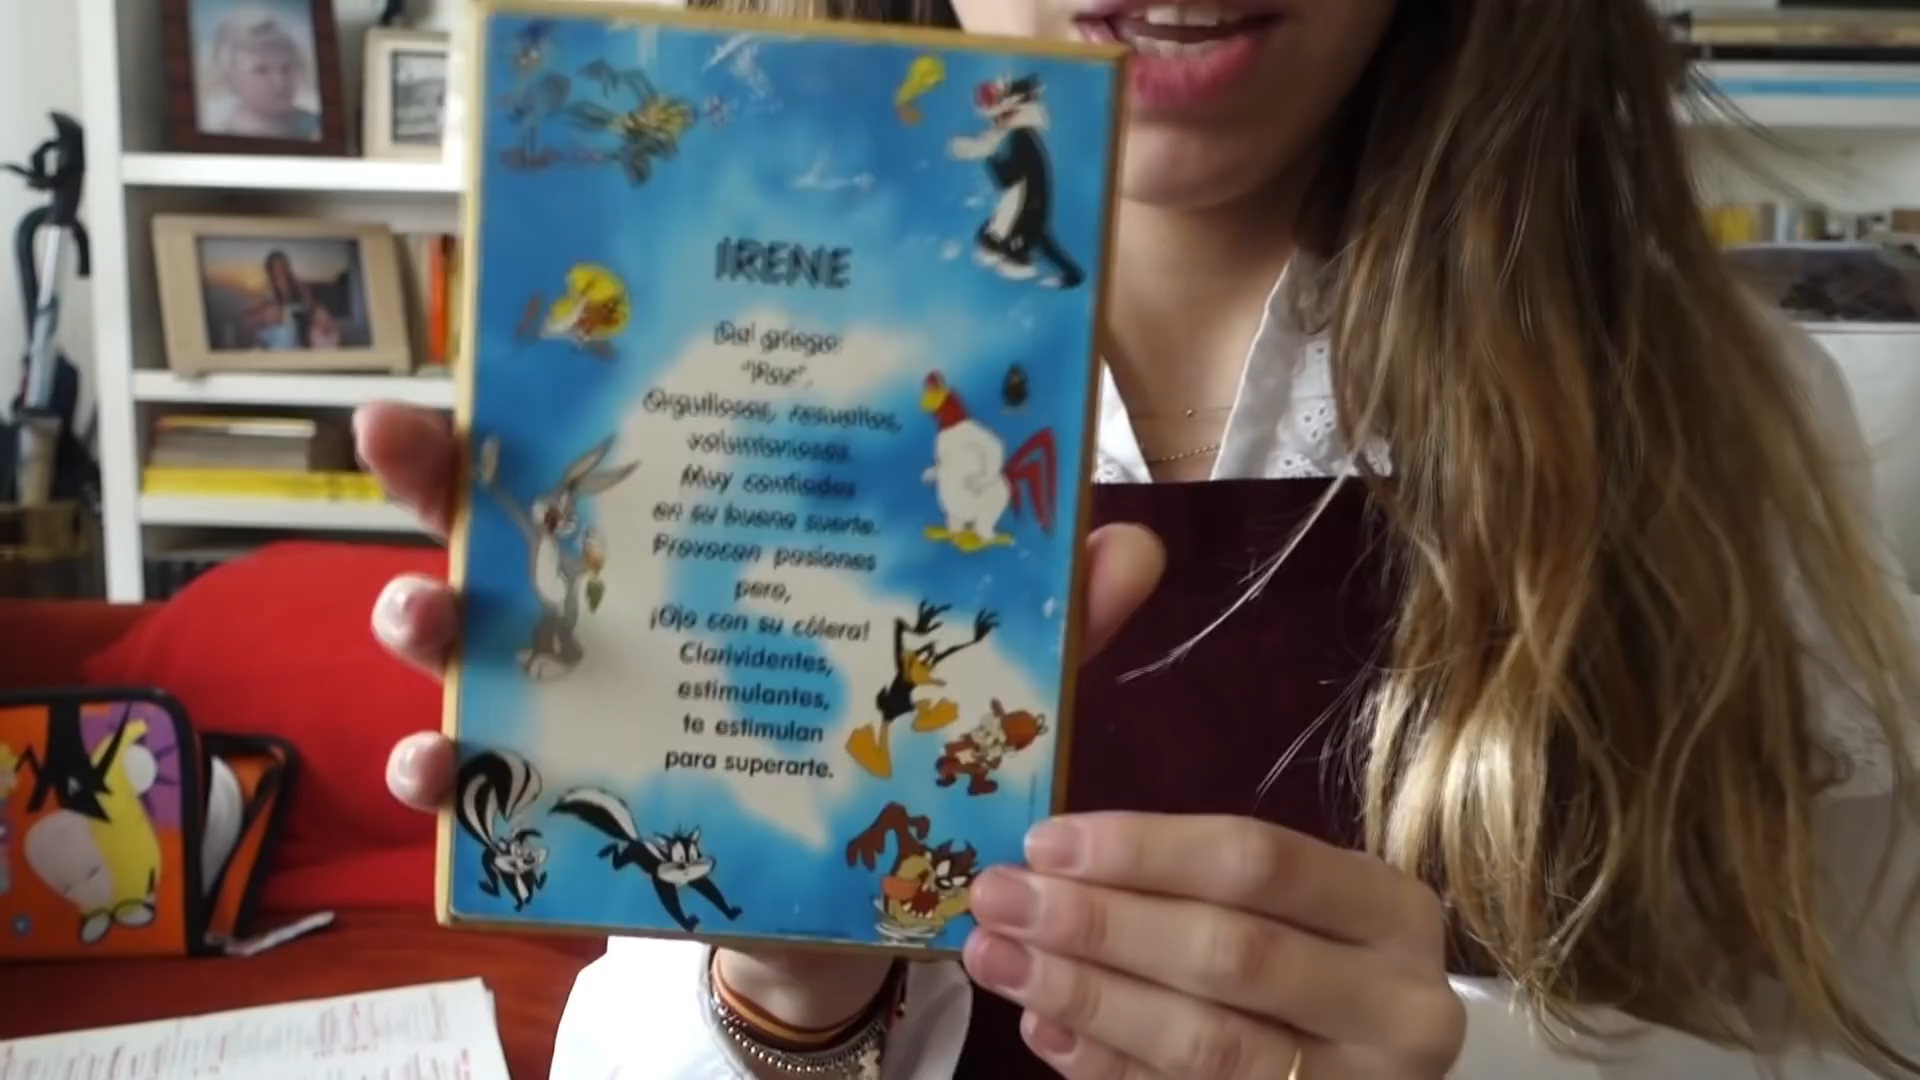 IRENE
Del griego:
"Paz".
Orgullosas, resueltas,
voluntariosas.
Muy confiadas
en su buena suerte.
Provocan pasiones
pero,
¡Ojo con su cólera!
Clarividentes,
estimulantes,
te estimulan
para superarte.